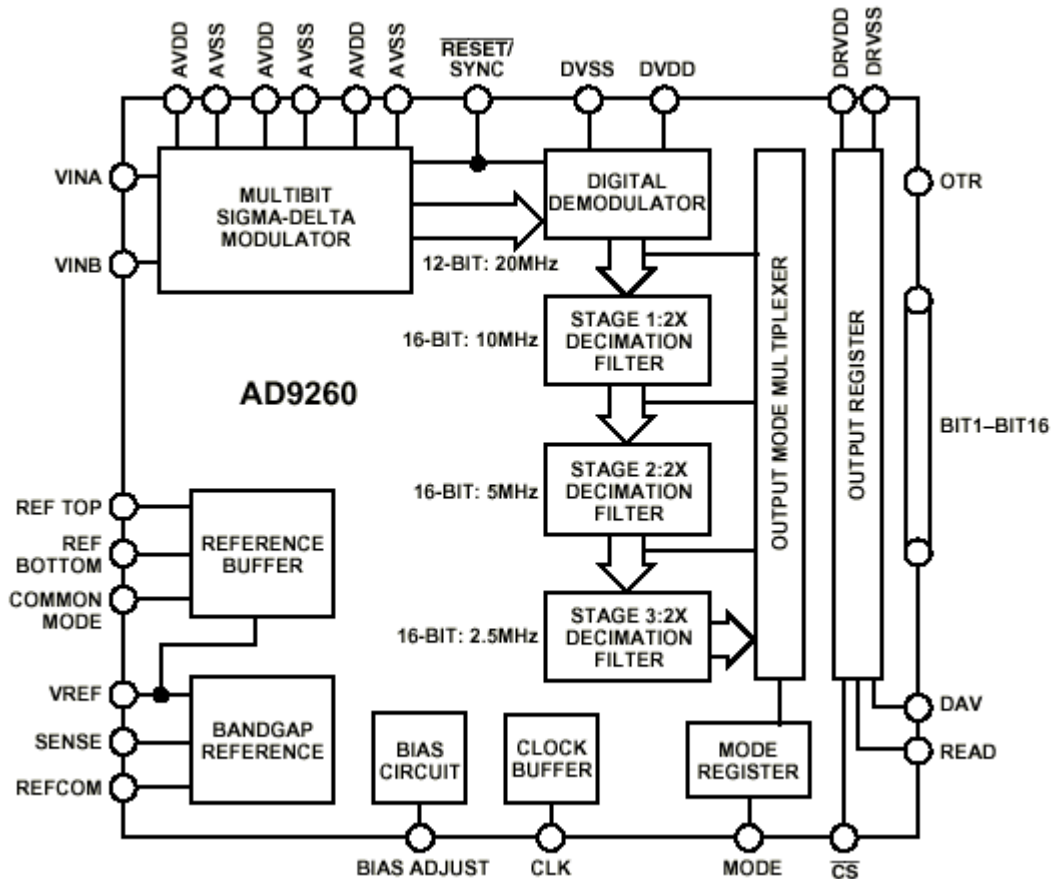 AVDD
AVSS
AVDD
AVSS
AVDD
AVSS
RESET/
SYNC
DVSS
DVDD
DRVDD
DRVSS
VINA
VINB
MULTIBIT
SIGMA-DELTA
MODULATOR
DIGITAL
DEMODULATOR
12-BIT: 20MHz
OTR
16-BIT: 10MHz
STAGE 1:2X
DECIMATION
FILTER
AD9260
16-BIT: 5MHz
STAGE 2:2X
DECIMATION
FILTER
16-BIT: 2.5MHz
STAGE 3:2X
DECIMATION
FILTER
OUTPUT MODE MULTIPLEXER
OUTPUT REGISTER
BIT1–BIT16
REF TOP
REF
BOTTOM
COMMON
MODE
REFERENCE
BUFFER
VREF
SENSE
REFCOM
BANDGAP
REFERENCE
BIAS
CIRCUIT
CLOCK
BUFFER
MODE
REGISTER
DAV
READ
BIAS ADJUST
CLK
MODE
CS